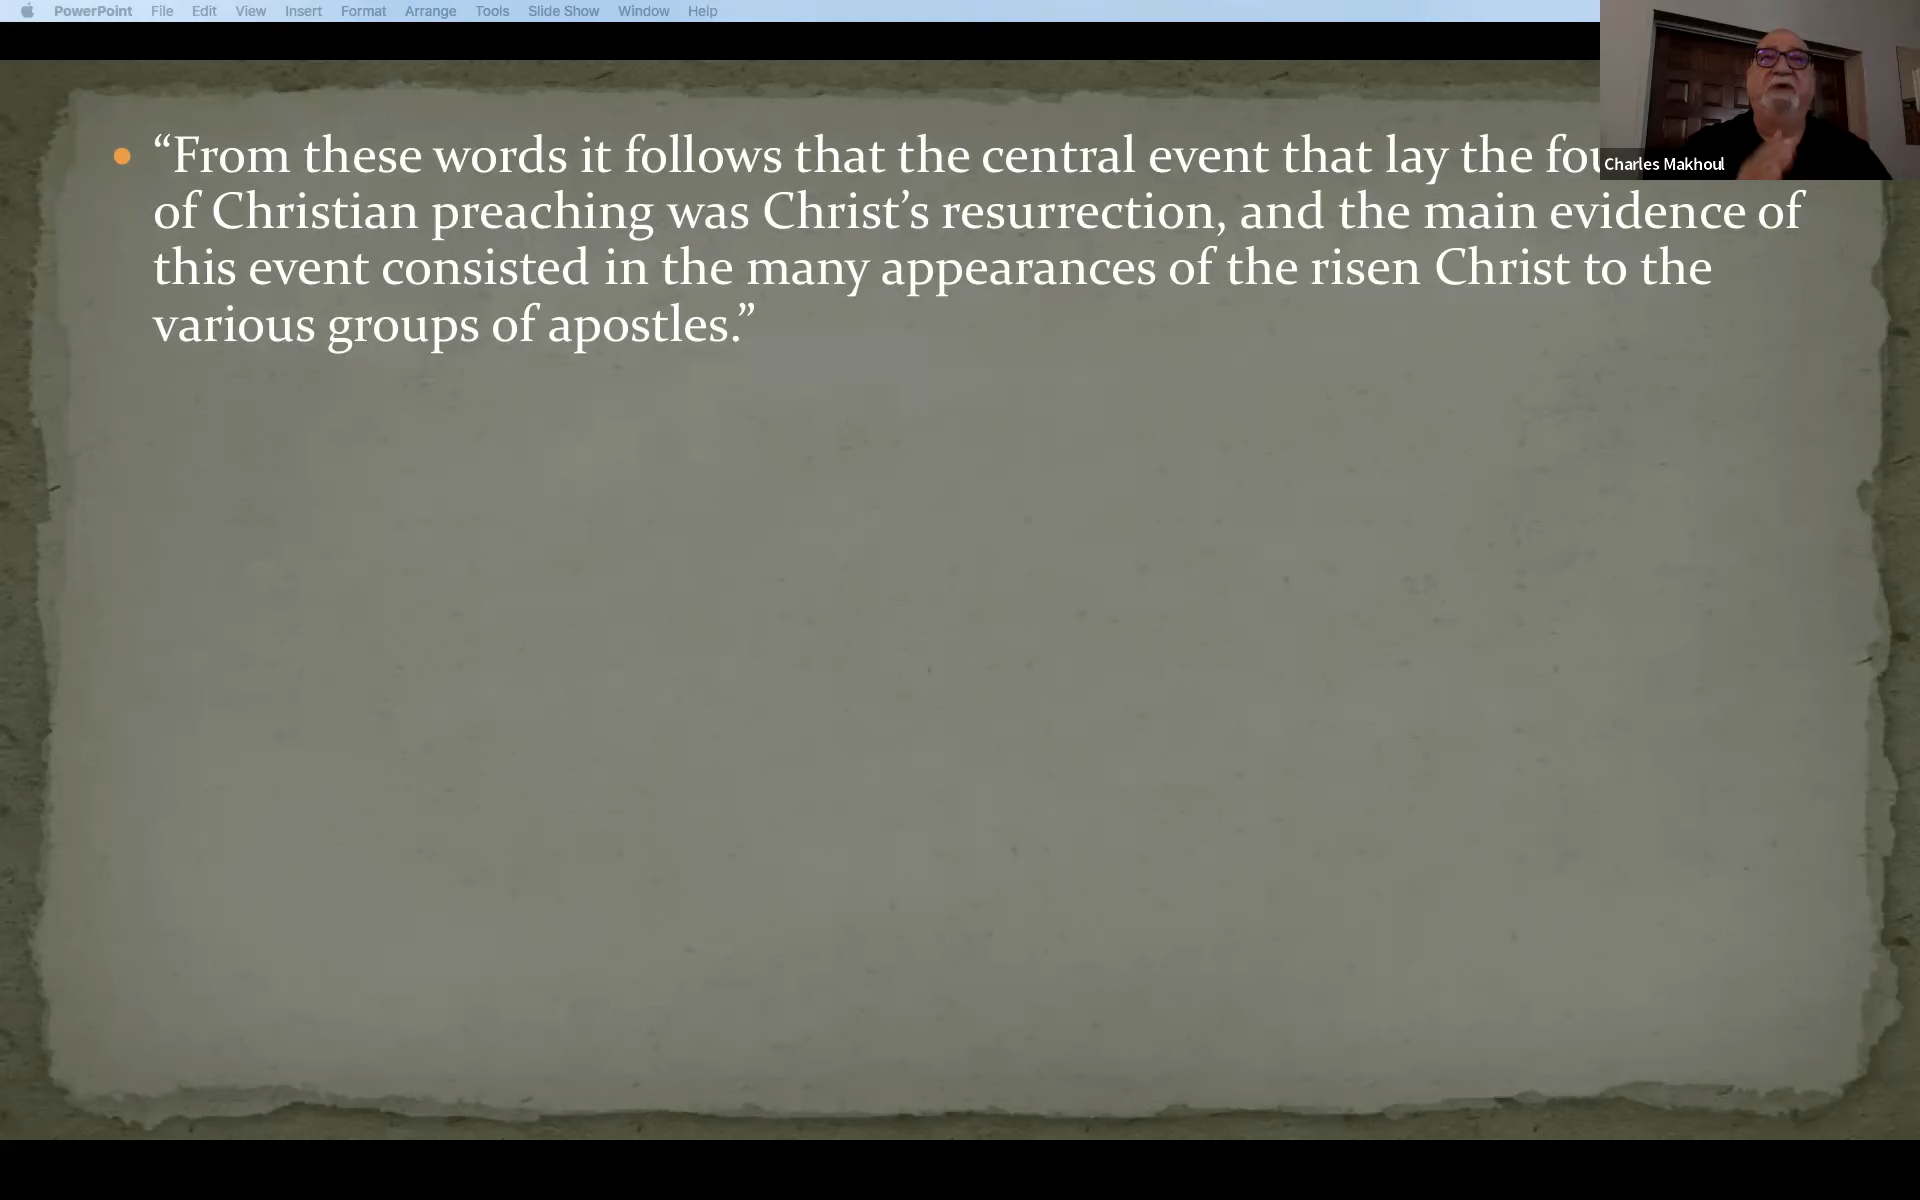 PowerPoint File Edit View Insert Format Arrange Tools Slide Show Window Help
• “From these words it follows that the central event that lay the
of Christian preaching was Christ’s resurrection, and the main evidence of
this event consisted in the many appearances of the risen Christ to the
various groups of apostles.”
Charles Makhoul